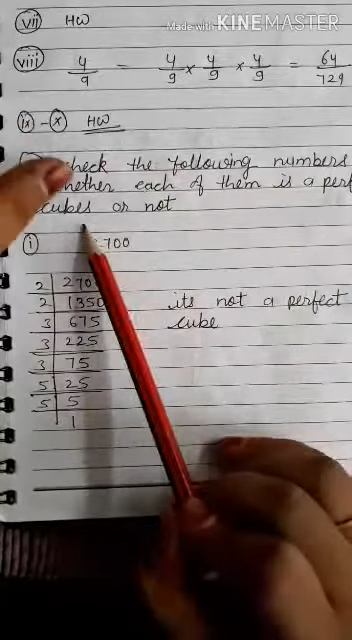 Made with KINEMASTER
vii HW
viii 4/9 = 4/9 × 4/9 × 4/9 = 64/729
ix - x HW
check the following numbers
whether each of them is a perf
cubes or not
i 700
2 | 270
2 | 1350 its not a perfect
3 | 675 cube
3 | 225
3 | 75
5 | 25
5 | 5
1